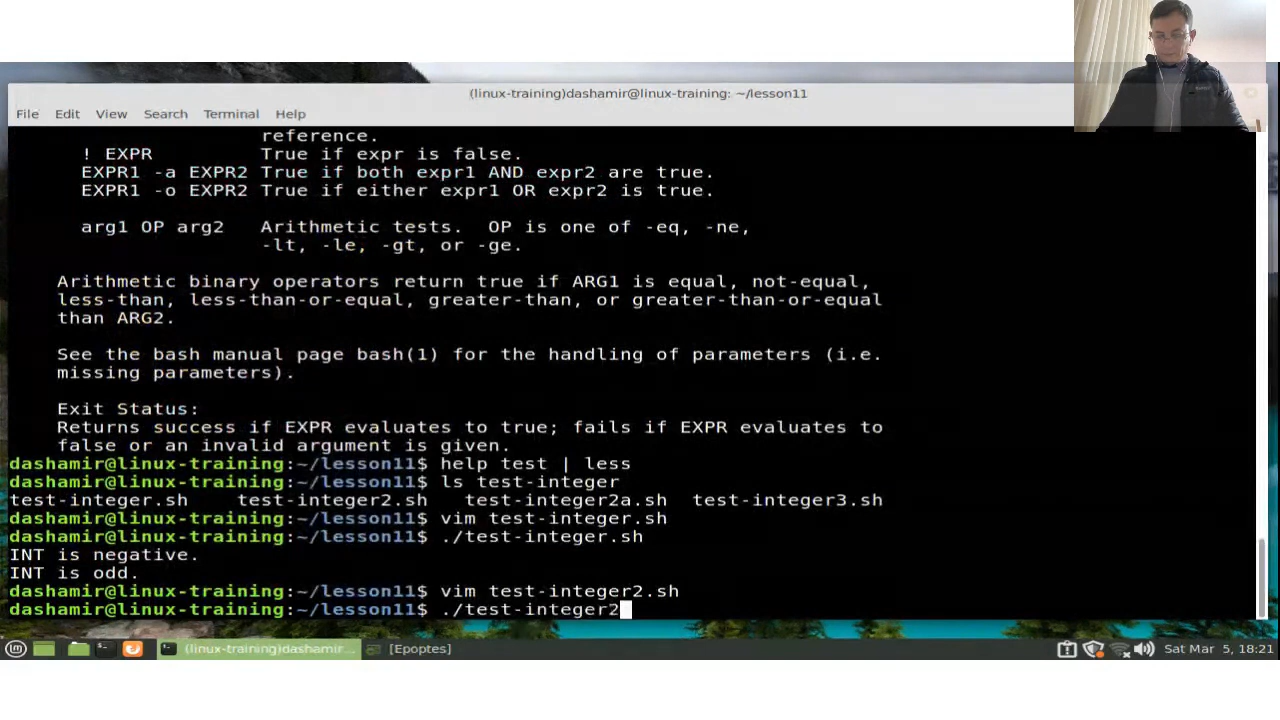 (linux-training)dashamir@linux-training: ~/lesson11
File Edit View Search Terminal Help
reference.
! EXPR True if expr is false.
EXPR1 -a EXPR2 True if both expr1 AND expr2 are true.
EXPR1 -o EXPR2 True if either expr1 OR expr2 is true.
arg1 OP arg2 Arithmetic tests. OP is one of -eq, -ne,
-lt, -le, -gt, or -ge.
Arithmetic binary operators return true if ARG1 is equal, not-equal,
less-than, less-than-or-equal, greater-than, or greater-than-or-equal
than ARG2.
See the bash manual page bash(1) for the handling of parameters (i.e.
missing parameters).
Exit Status:
Returns success if EXPR evaluates to true; fails if EXPR evaluates to
false or an invalid argument is given.
dashamir@linux-training:~/lesson11$ help test | less
dashamir@linux-training:~/lesson11$ ls test-integer
test-integer.sh test-integer2.sh test-integer2a.sh test-integer3.sh
dashamir@linux-training:~/lesson11$ vim test-integer.sh
dashamir@linux-training:~/lesson11$ ./test-integer.sh
INT is negative.
INT is odd.
dashamir@linux-training:~/lesson11$ vim test-integer2.sh
dashamir@linux-training:~/lesson11$ ./test-integer2
(linux-training)dashamir... [Epoptes] Sat Mar 5, 18:21